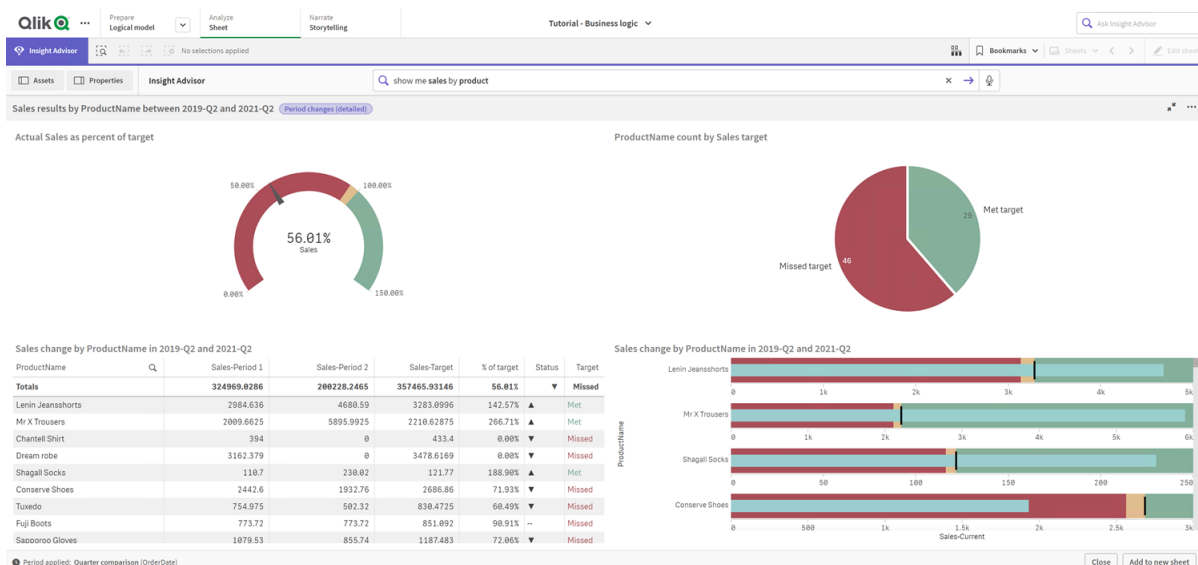 Qlik ... Prepare Logical model Analyze Sheet Narrate Storytelling Tutorial - Business logic Ask Insight Advisor
Insight Advisor No selections applied Bookmarks Sheets Edit sheet
Assets Properties Insight Advisor show me sales by product
Sales results by ProductName between 2019-Q2 and 2021-Q2 Period changes (detailed)
Actual Sales as percent of target
50.00% 100.00%
56.01%
Sales
0.00% 150.00%
ProductName count by Sales target
29 Met target
Missed target 46
Sales change by ProductName in 2019-Q2 and 2021-Q2
ProductName Sales-Period 1 Sales-Period 2 Sales-Target % of target Status Target
Totals 324969.0286 200228.2465 357465.93146 56.01% ▼ Missed
Lenin Jeansshorts 2984.636 4680.59 3283.0996 142.57% ▲ Met
Mr X Trousers 2009.6625 5895.9925 2210.62875 266.71% ▲ Met
Chantell Shirt 394 0 433.4 0.00% ▼ Missed
Dream robe 3162.379 0 3478.6169 0.00% ▼ Missed
Shagall Socks 110.7 230.02 121.77 188.90% ▲ Met
Conserve Shoes 2442.6 1932.76 2686.86 71.93% ▼ Missed
Tuxedo 754.975 502.32 830.4725 60.49% ▼ Missed
Fuji Boots 773.72 773.72 851.092 90.91% -- Missed
Sapporoo Gloves 1079.53 855.74 1187.483 72.06% ▼ Missed
Sales change by ProductName in 2019-Q2 and 2021-Q2
ProductName
Lenin Jeansshorts
0 1k 2k 3k 4k 5k
Mr X Trousers
0 1k 2k 3k 4k 5k 6k
Shagall Socks
0 50 100 150 200 250
Conserve Shoes
0 500 1k 1.5k 2k 2.5k 3k
Sales-Current
Period applied: Quarter comparison (OrderDate) Close Add to new sheet